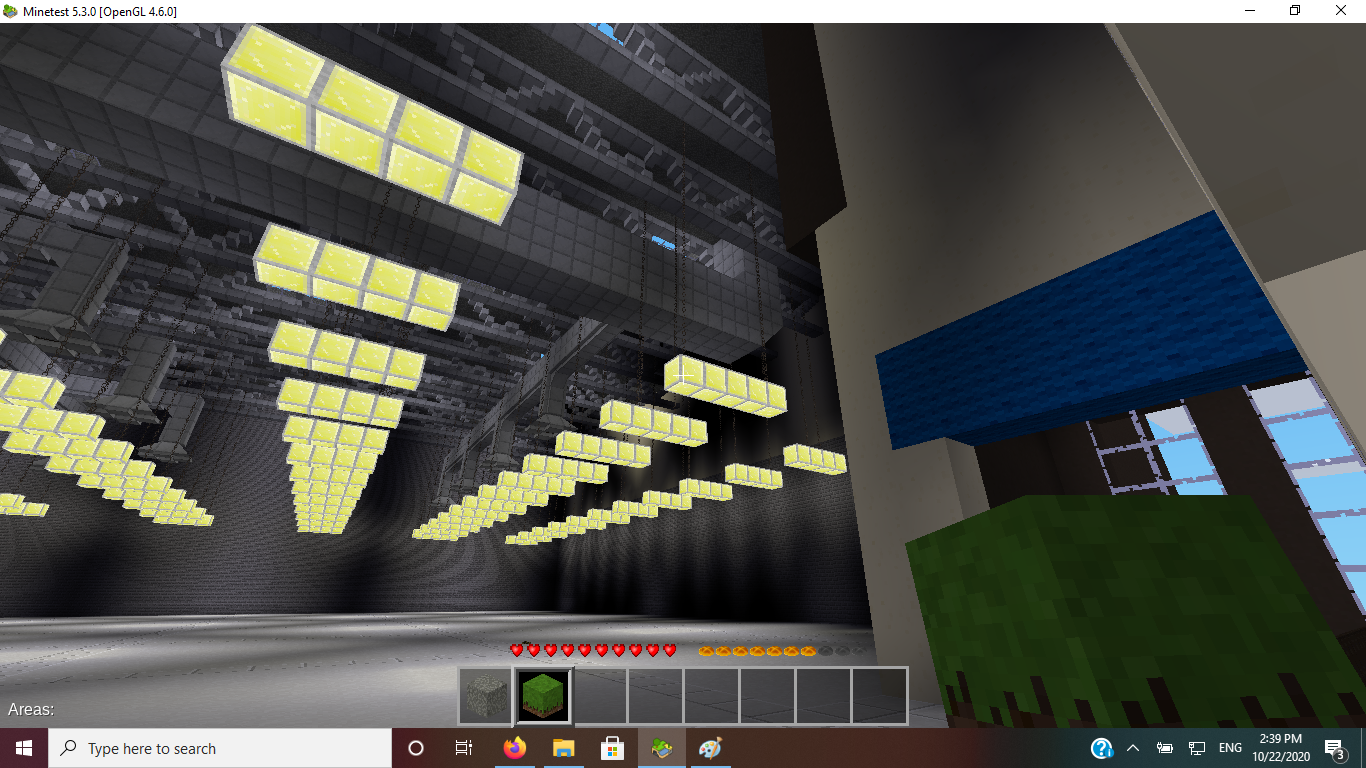 Minetest 5.3.0 [OpenGL 4.6.0]
Areas:
Type here to search
ENG
2:39 PM
10/22/2020
3